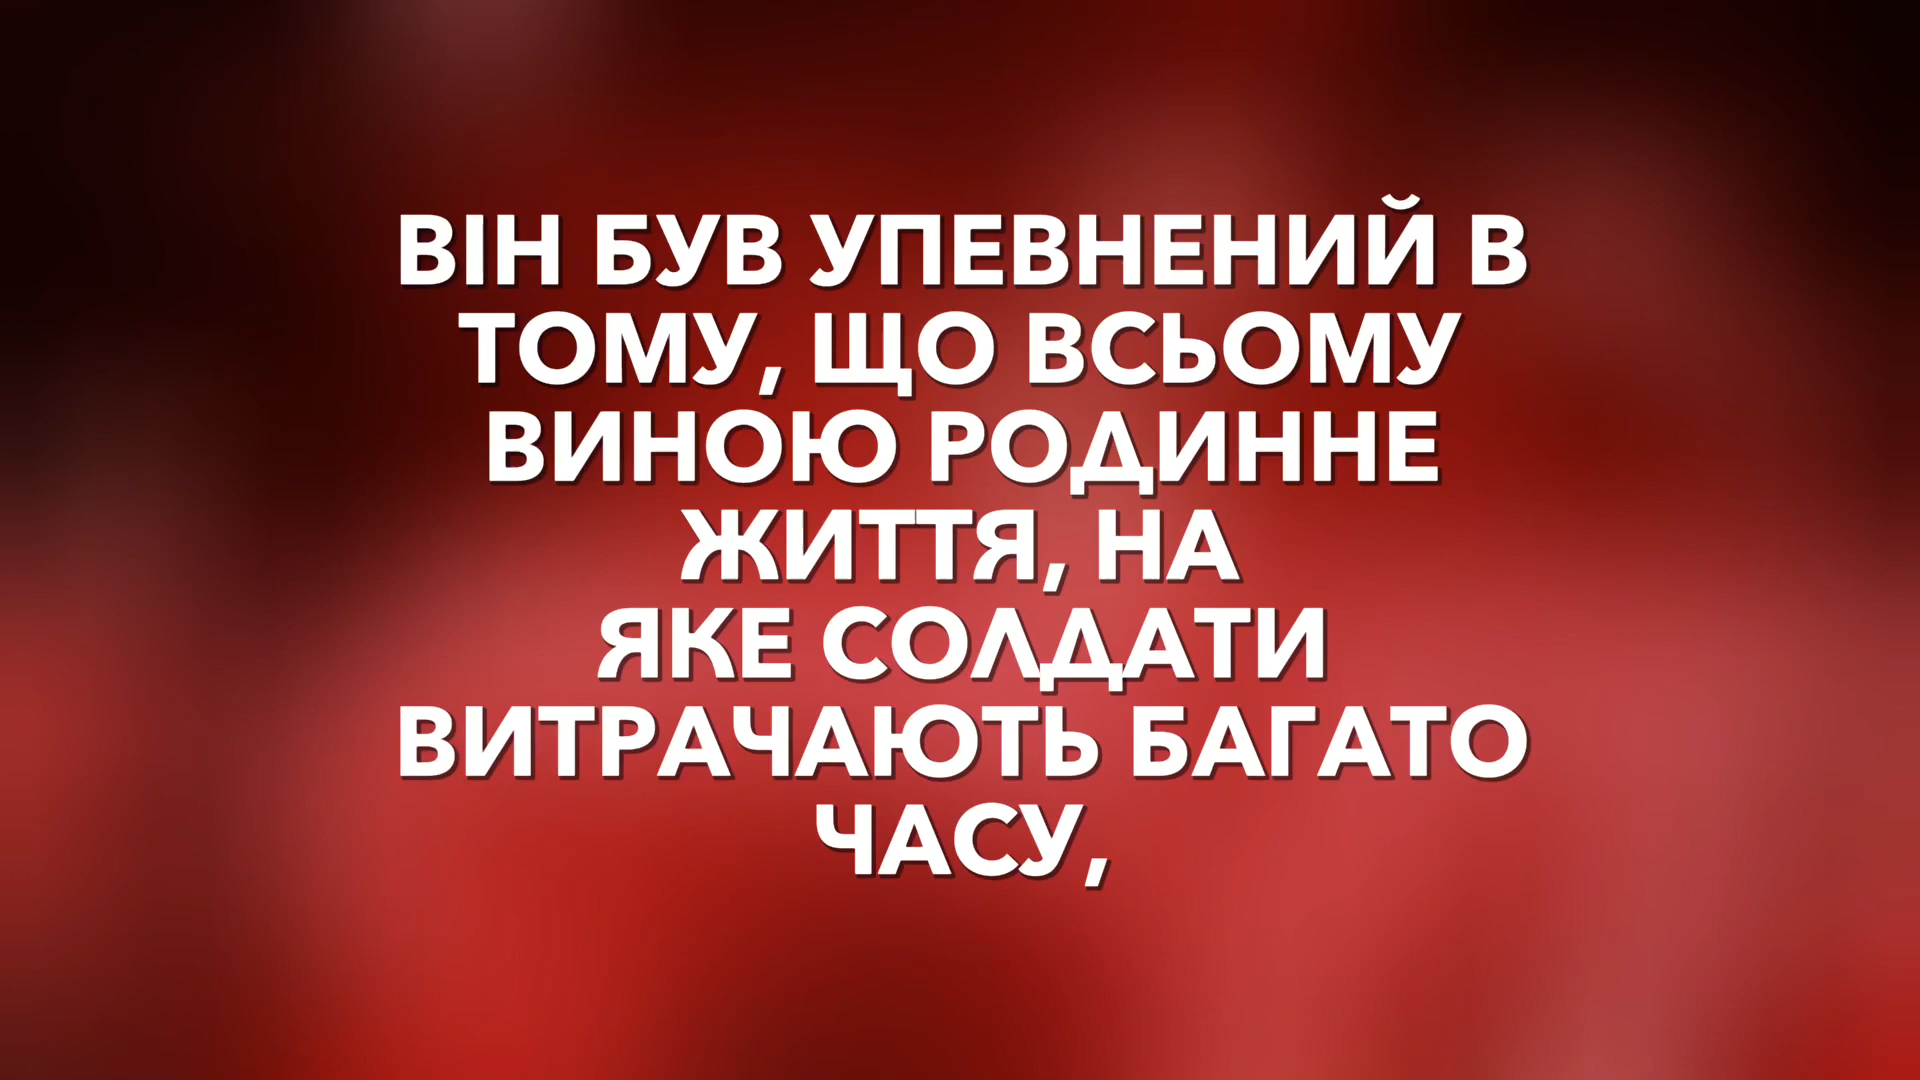 ВІН БУВ УПЕВНЕНИЙ В
ТОМУ, ЩО ВСЬОМУ
ВИНОЮ РОДИННЕ
ЖИТТЯ, НА
ЯКЕ СОЛДАТИ
ВИТРАЧАЮТЬ БАГАТО
ЧАСУ,